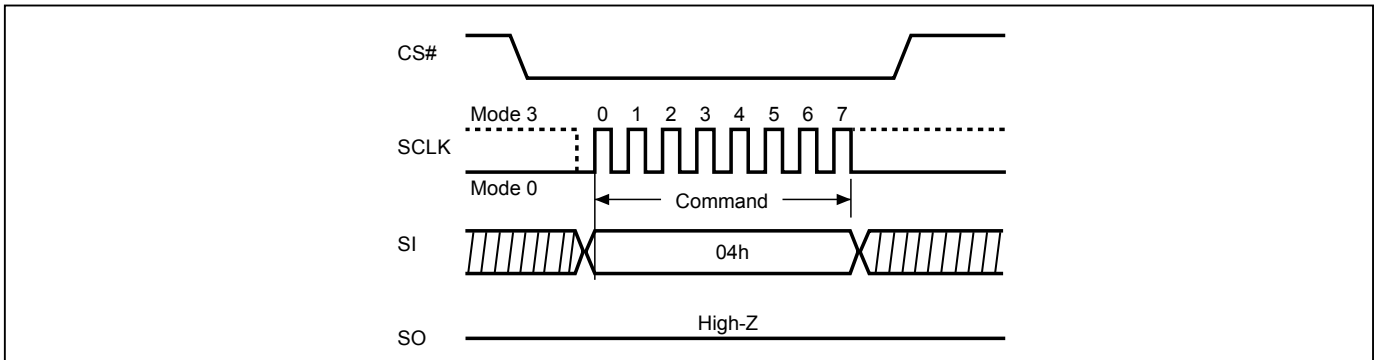 CS#
Mode 3
0 1 2 3 4 5 6 7
SCLK
Mode 0
Command
SI
04h
High-Z
SO